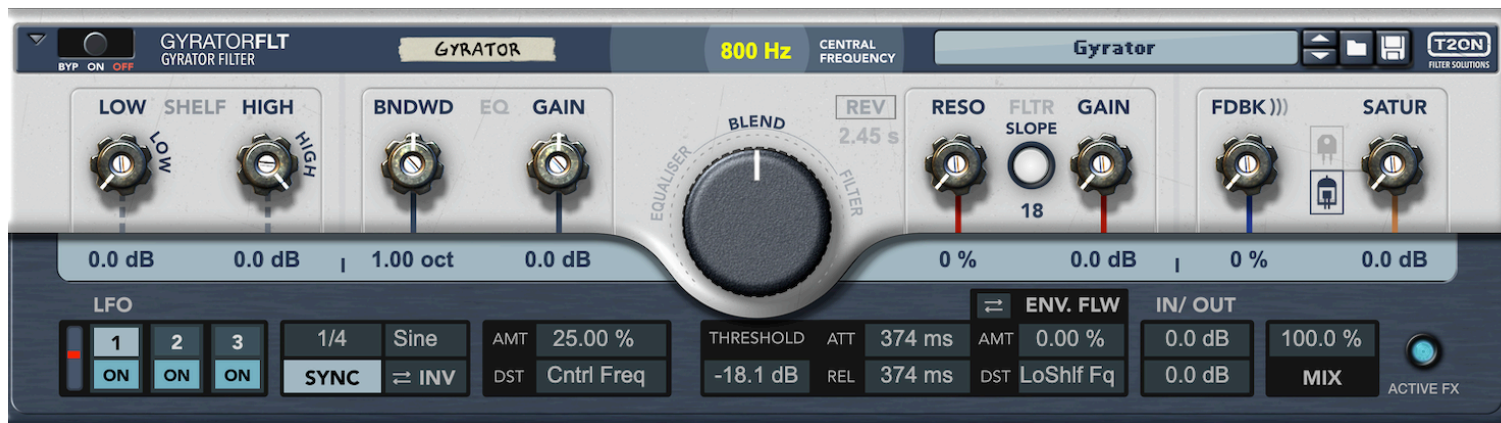 BYP ON OFF
GYRATORFLT
GYRATOR FILTER
GYRATOR
800 Hz
CENTRAL
FREQUENCY
Gyrator
T2ON
FILTER SOLUTIONS
LOW SHELF HIGH
LOW
HIGH
BNDWD EQ GAIN
BLEND
EQUALISER
FILTER
REV
2.45 s
RESO FLTR GAIN
SLOPE
18
FDBK ))) SATUR
0.0 dB 0.0 dB 1.00 oct 0.0 dB
0 % 0.0 dB 0 % 0.0 dB
LFO
1 2 3
ON ON ON
1/4 Sine
SYNC ⇄ INV
AMT 25.00 %
DST Cntrl Freq
THRESHOLD ATT 374 ms
-18.1 dB REL 374 ms
⇄ ENV. FLW
AMT 0.00 %
DST LoShlf Fq
IN/ OUT
0.0 dB
0.0 dB
100.0 %
MIX
ACTIVE FX